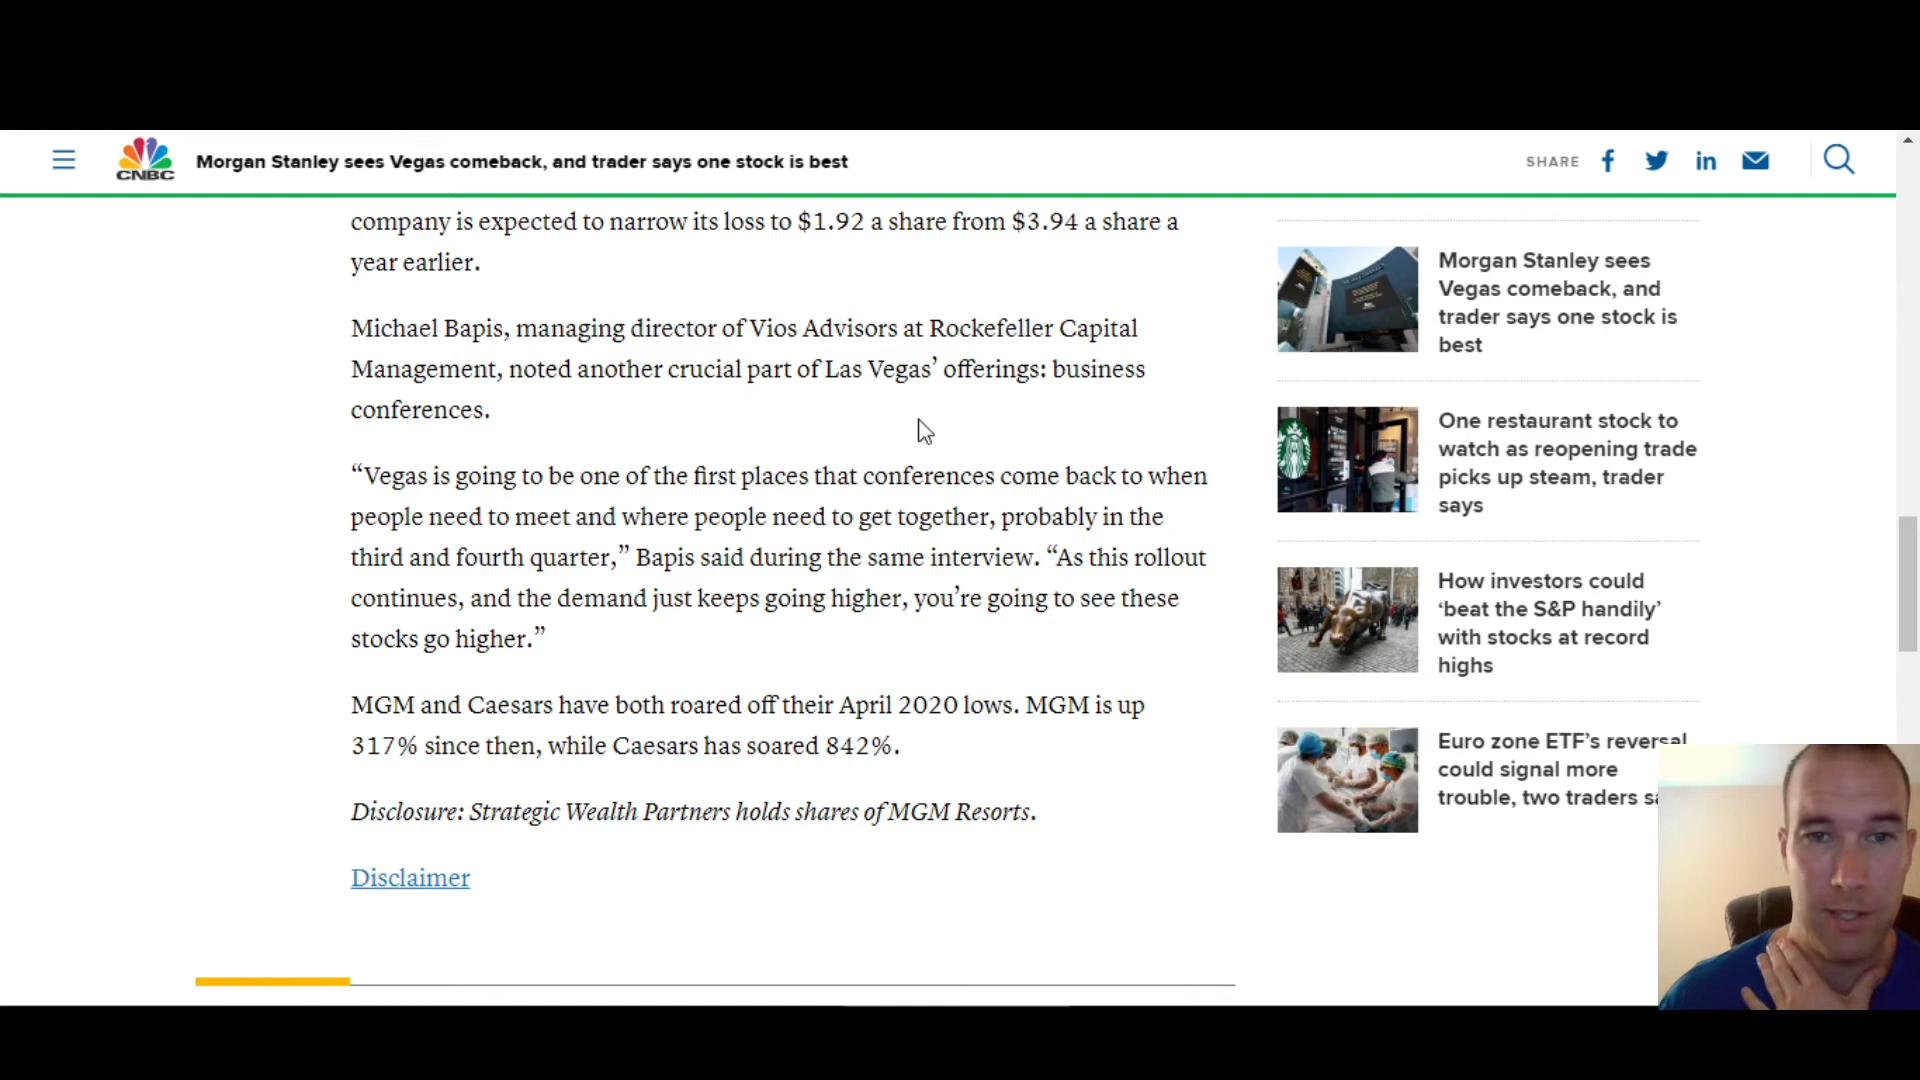 CNBC
Morgan Stanley sees Vegas comeback, and trader says one stock is best
SHARE
company is expected to narrow its loss to $1.92 a share from $3.94 a share a
year earlier.
Michael Bapis, managing director of Vios Advisors at Rockefeller Capital
Management, noted another crucial part of Las Vegas’ offerings: business
conferences.
“Vegas is going to be one of the first places that conferences come back to when
people need to meet and where people need to get together, probably in the
third and fourth quarter,” Bapis said during the same interview. “As this rollout
continues, and the demand just keeps going higher, you’re going to see these
stocks go higher.”
MGM and Caesars have both roared off their April 2020 lows. MGM is up
317% since then, while Caesars has soared 842%.
Disclosure: Strategic Wealth Partners holds shares of MGM Resorts.
Disclaimer
Morgan Stanley sees
Vegas comeback, and
trader says one stock is
best
One restaurant stock to
watch as reopening trade
picks up steam, trader
says
How investors could
‘beat the S&P handily’
with stocks at record
highs
Euro zone ETF’s reversal
could signal more
trouble, two traders